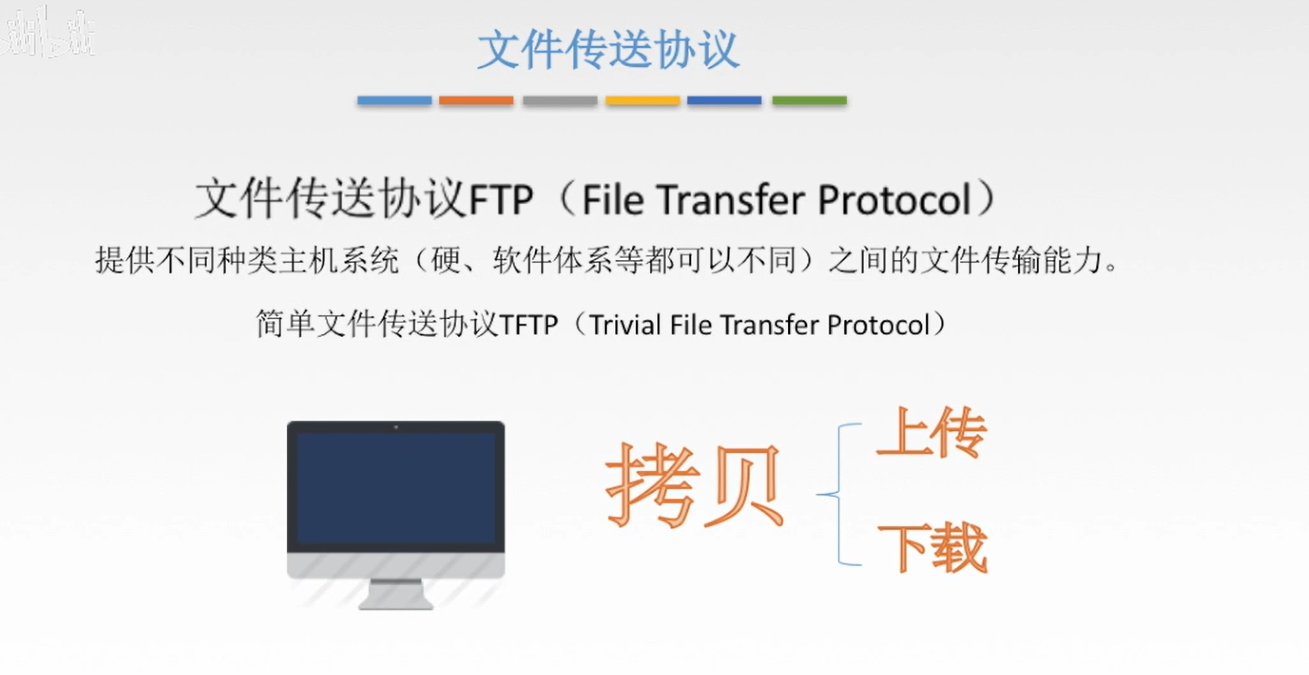 文件传送协议
文件传送协议FTP（File Transfer Protocol）
提供不同种类主机系统（硬、软件体系等都可以不同）之间的文件传输能力。
简单文件传送协议TFTP（Trivial File Transfer Protocol）
拷贝
上传
下载